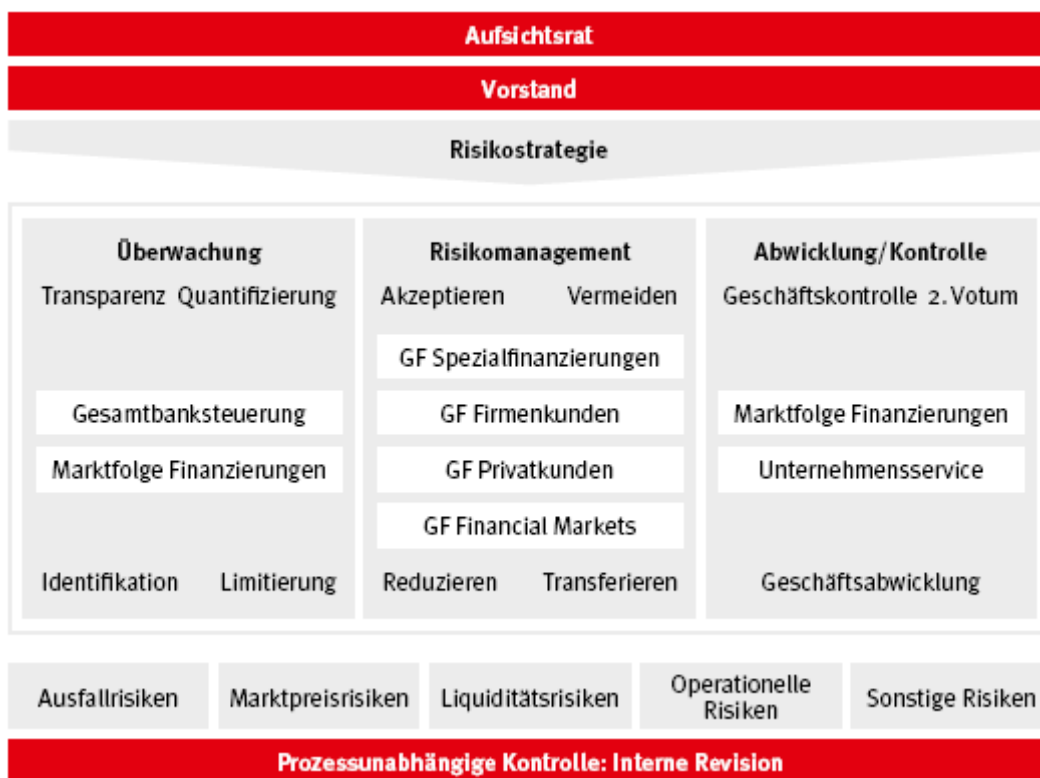 Aufsichtsrat
Vorstand
Risikostrategie
Überwachung
Transparenz Quantifizierung
Gesamtbanksteuerung
Marktfolge Finanzierungen
Identifikation Limitierung
Risikomanagement
Akzeptieren Vermeiden
GF Spezialfinanzierungen
GF Firmenkunden
GF Privatkunden
GF Financial Markets
Reduzieren Transferieren
Abwicklung/Kontrolle
Geschäftskontrolle 2. Votum
Marktfolge Finanzierungen
Unternehmensservice
Geschäftsabwicklung
Ausfallrisiken
Marktpreisrisiken
Liquiditätsrisiken
Operationelle
Risiken
Sonstige Risiken
Prozessunabhängige Kontrolle: Interne Revision